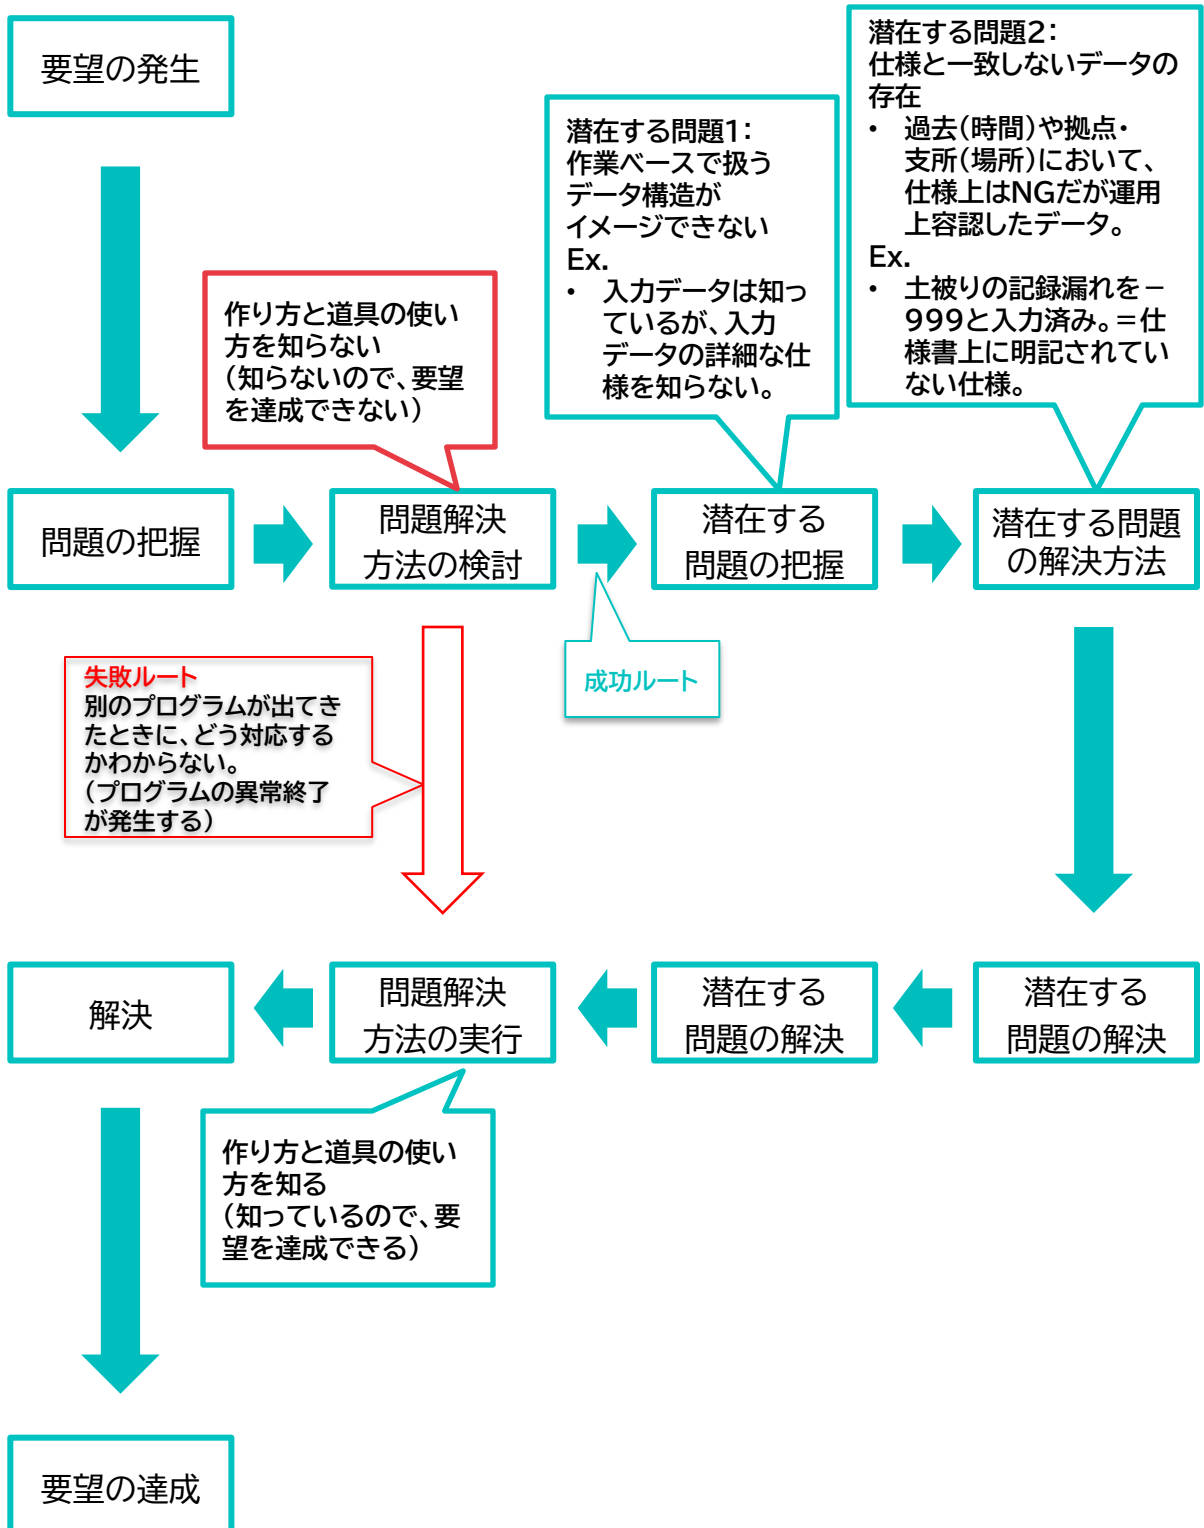 要望の発生
潜在する問題2：
仕様と一致しないデータの
存在
• 過去（時間）や拠点・
支所（場所）において、
仕様上はNGだが運用
上容認したデータ。
Ex.
• 土被りの記録漏れを－
999と入力済み。＝仕
様書上に明記されてい
ない仕様。
潜在する問題1：
作業ベースで扱う
データ構造が
イメージできない
Ex.
• 入力データは知っ
ているが、入力
データの詳細な仕
様を知らない。
作り方と道具の使い
方を知らない
（知らないので、要望
を達成できない）
問題の把握
問題解決
方法の検討
潜在する
問題の把握
潜在する問題
の解決方法
失敗ルート
別のプログラムが出てき
たときに、どう対応する
かわからない。
（プログラムの異常終了
が発生する）
成功ルート
解決
問題解決
方法の実行
潜在する
問題の解決
潜在する
問題の解決
作り方と道具の使い
方を知る
（知っているので、要
望を達成できる）
要望の達成